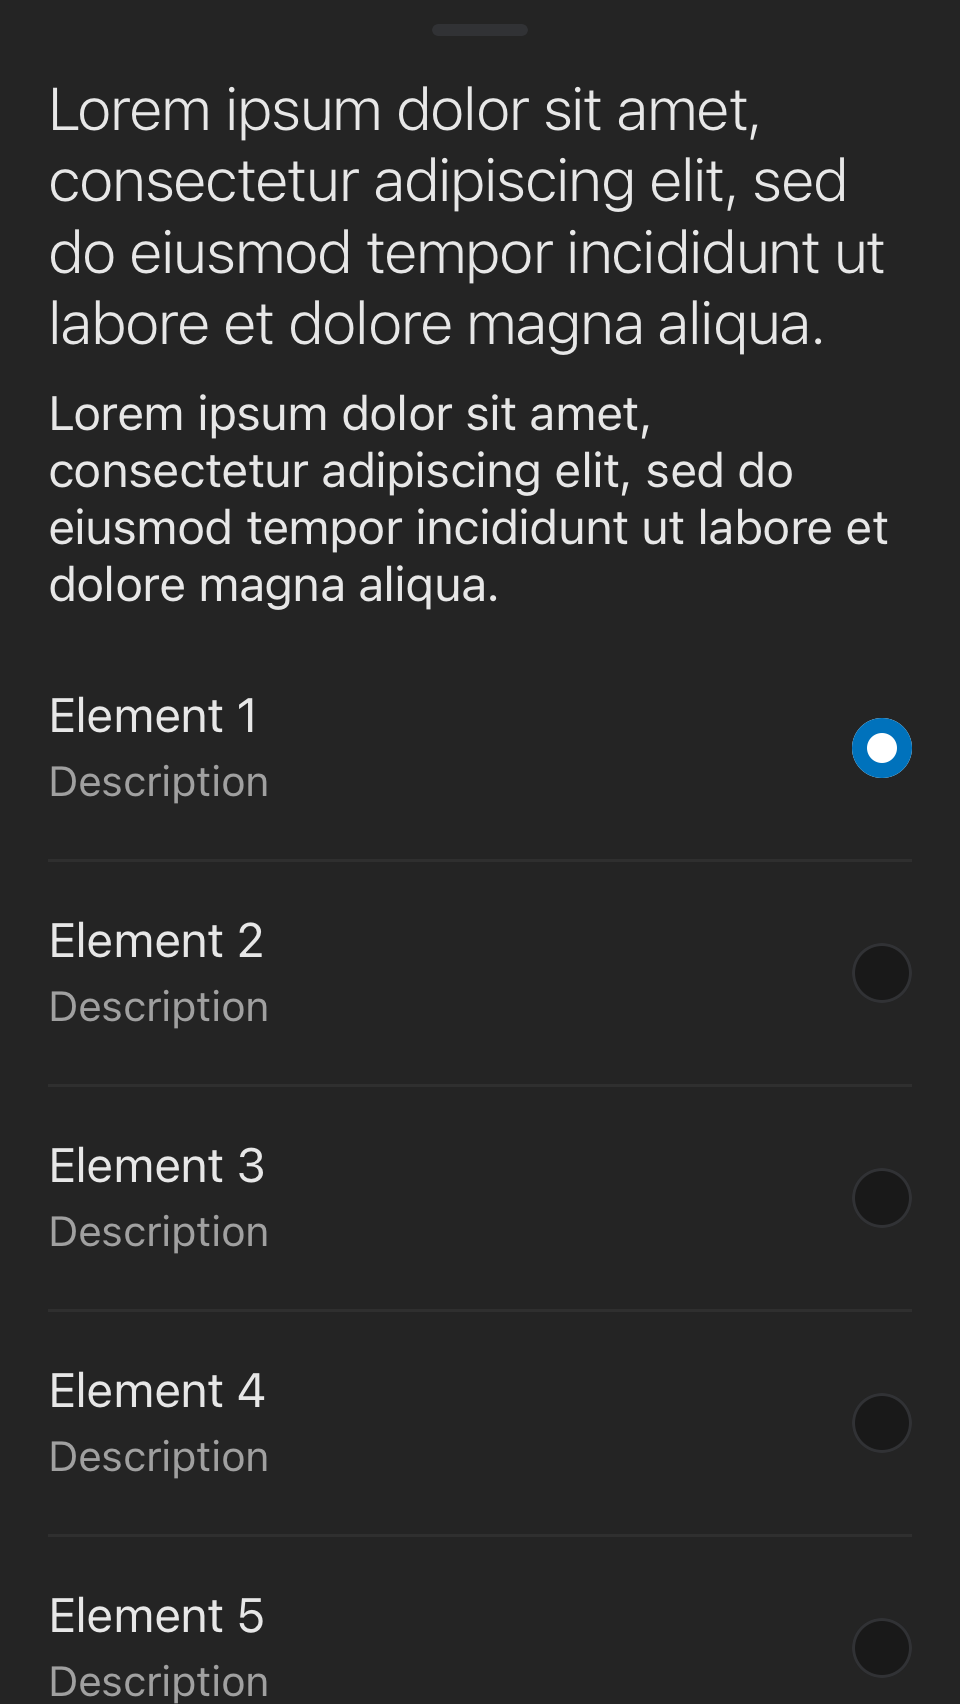 Lorem ipsum dolor sit amet,
consectetur adipiscing elit, sed
do eiusmod tempor incididunt ut
labore et dolore magna aliqua.
Lorem ipsum dolor sit amet,
consectetur adipiscing elit, sed do
eiusmod tempor incididunt ut labore et
dolore magna aliqua.
Element 1
Description
Element 2
Description
Element 3
Description
Element 4
Description
Element 5
Description